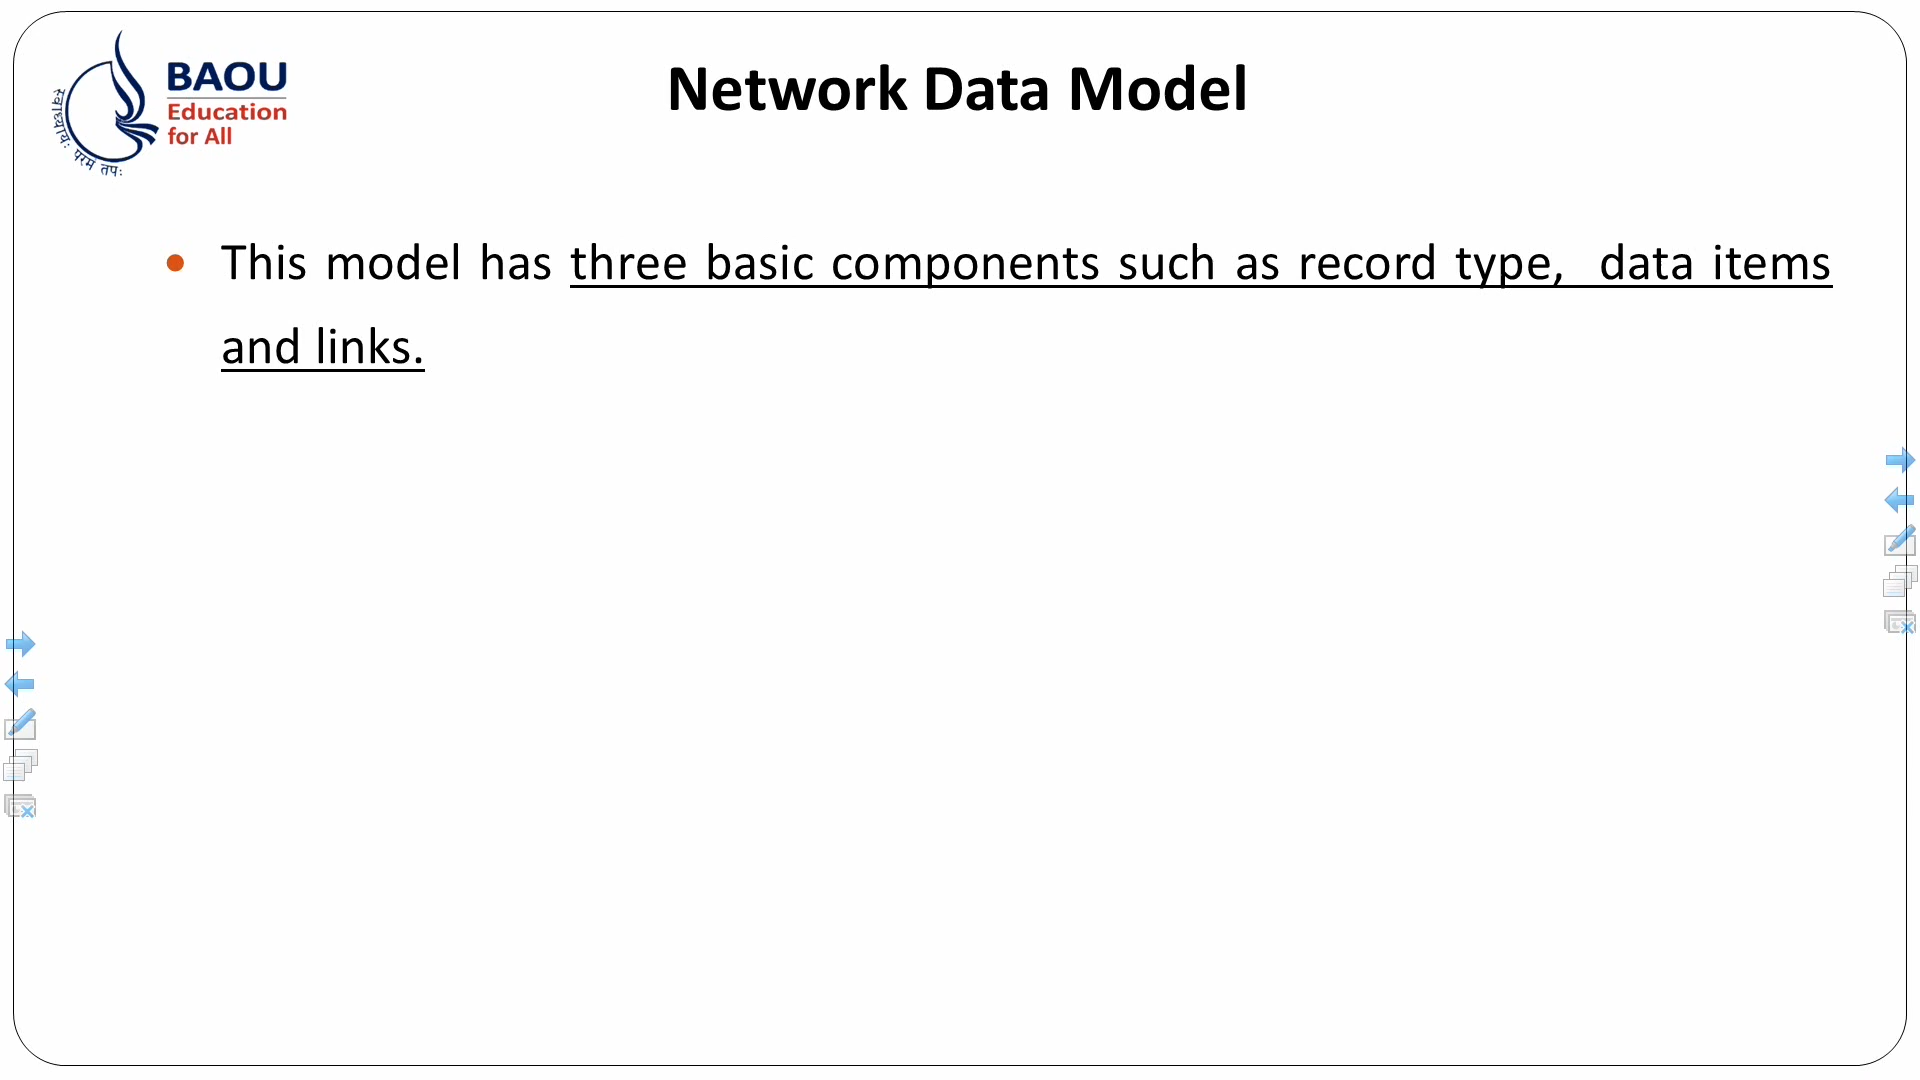 BAOU
Education
for All
स्वाध्यायः परमं तपः
Network Data Model
• This model has three basic components such as record type,  data items
and links.